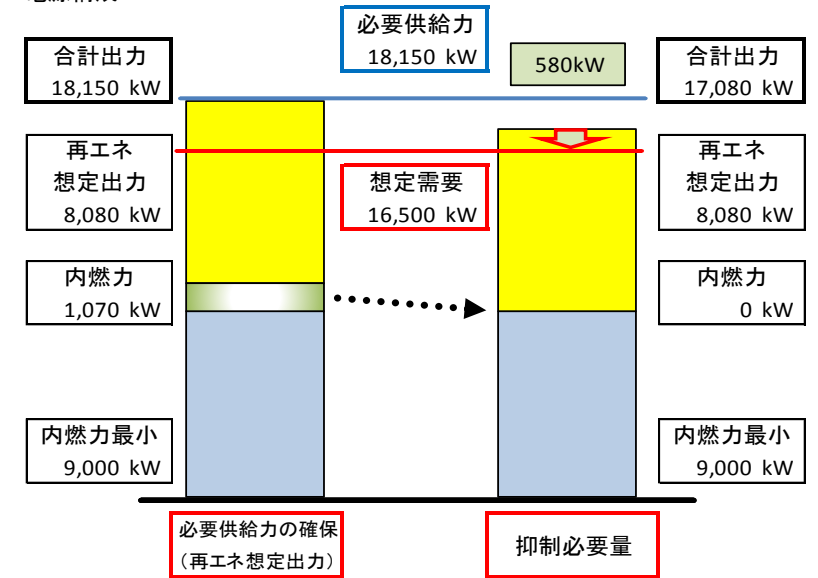 必要供給力
18,150 kW
合計出力
18,150 kW
580kW
合計出力
17,080 kW
再エネ
想定出力
8,080 kW
想定需要
16,500 kW
再エネ
想定出力
8,080 kW
内燃力
1,070 kW
内燃力
0 kW
内燃力最小
9,000 kW
内燃力最小
9,000 kW
必要供給力の確保
（再エネ想定出力）
抑制必要量